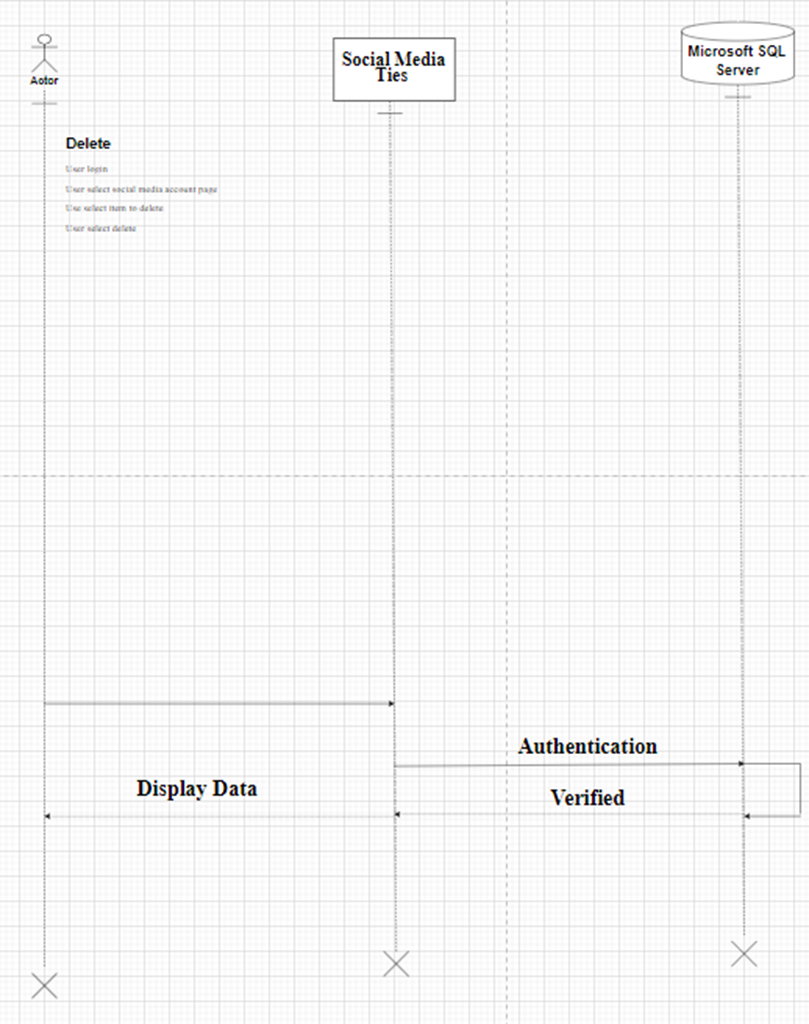 Actor
Social Media
Ties
Microsoft SQL
Server
Delete
User login
User select social media account page
Use select item to delete
User select delete
Authentication
Display Data
Verified